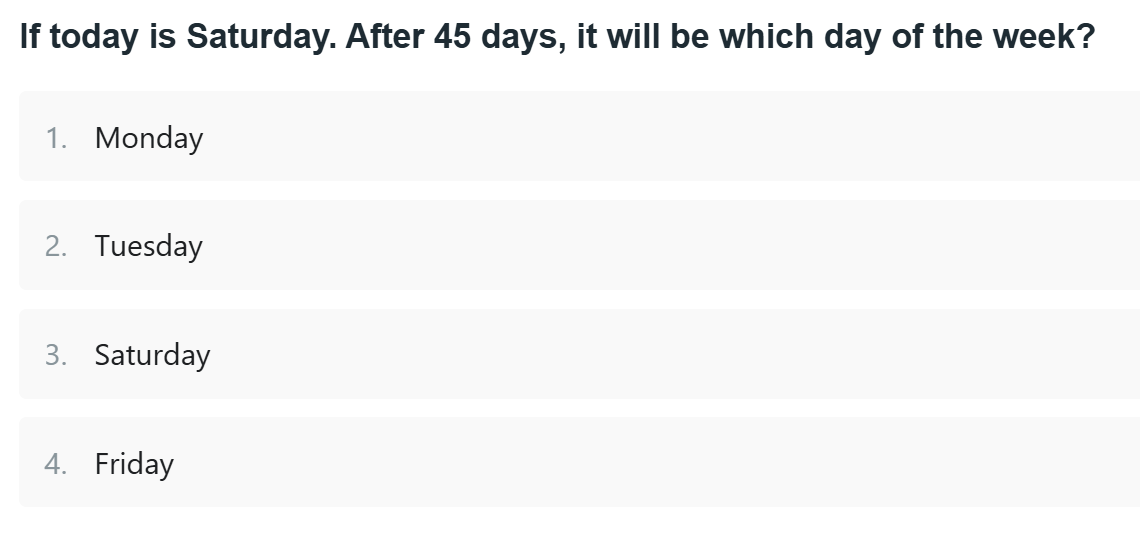 If today is Saturday. After 45 days, it will be which day of the week?
1. Monday
2. Tuesday
3. Saturday
4. Friday